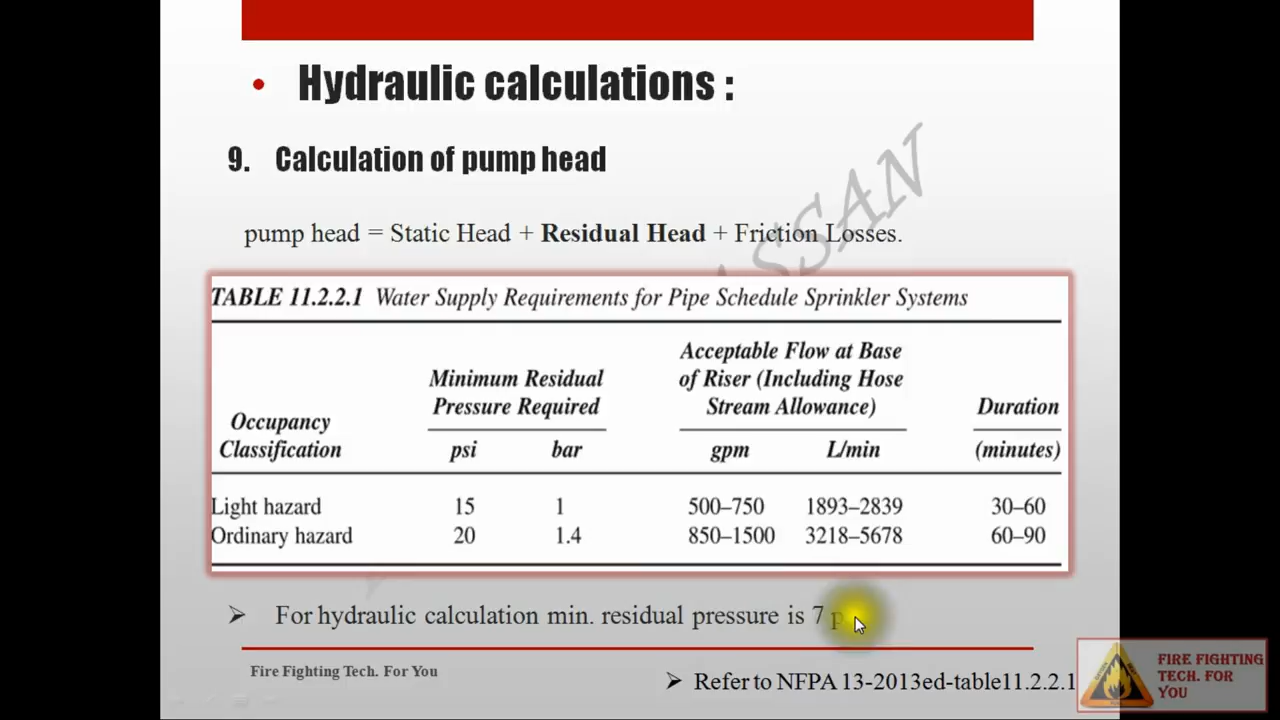 • Hydraulic calculations :
9. Calculation of pump head
pump head = Static Head + Residual Head + Friction Losses.
TABLE 11.2.2.1 Water Supply Requirements for Pipe Schedule Sprinkler Systems
Occupancy Classification
Minimum Residual Pressure Required
Acceptable Flow at Base of Riser (Including Hose Stream Allowance)
Duration
psi bar gpm L/min (minutes)
Light hazard 15 1 500–750 1893–2839 30–60
Ordinary hazard 20 1.4 850–1500 3218–5678 60–90
➢ For hydraulic calculation min. residual pressure is 7 p
Fire Fighting Tech. For You
➢ Refer to NFPA 13-2013ed-table11.2.2.1
FIRE FIGHTING
TECH. FOR
YOU